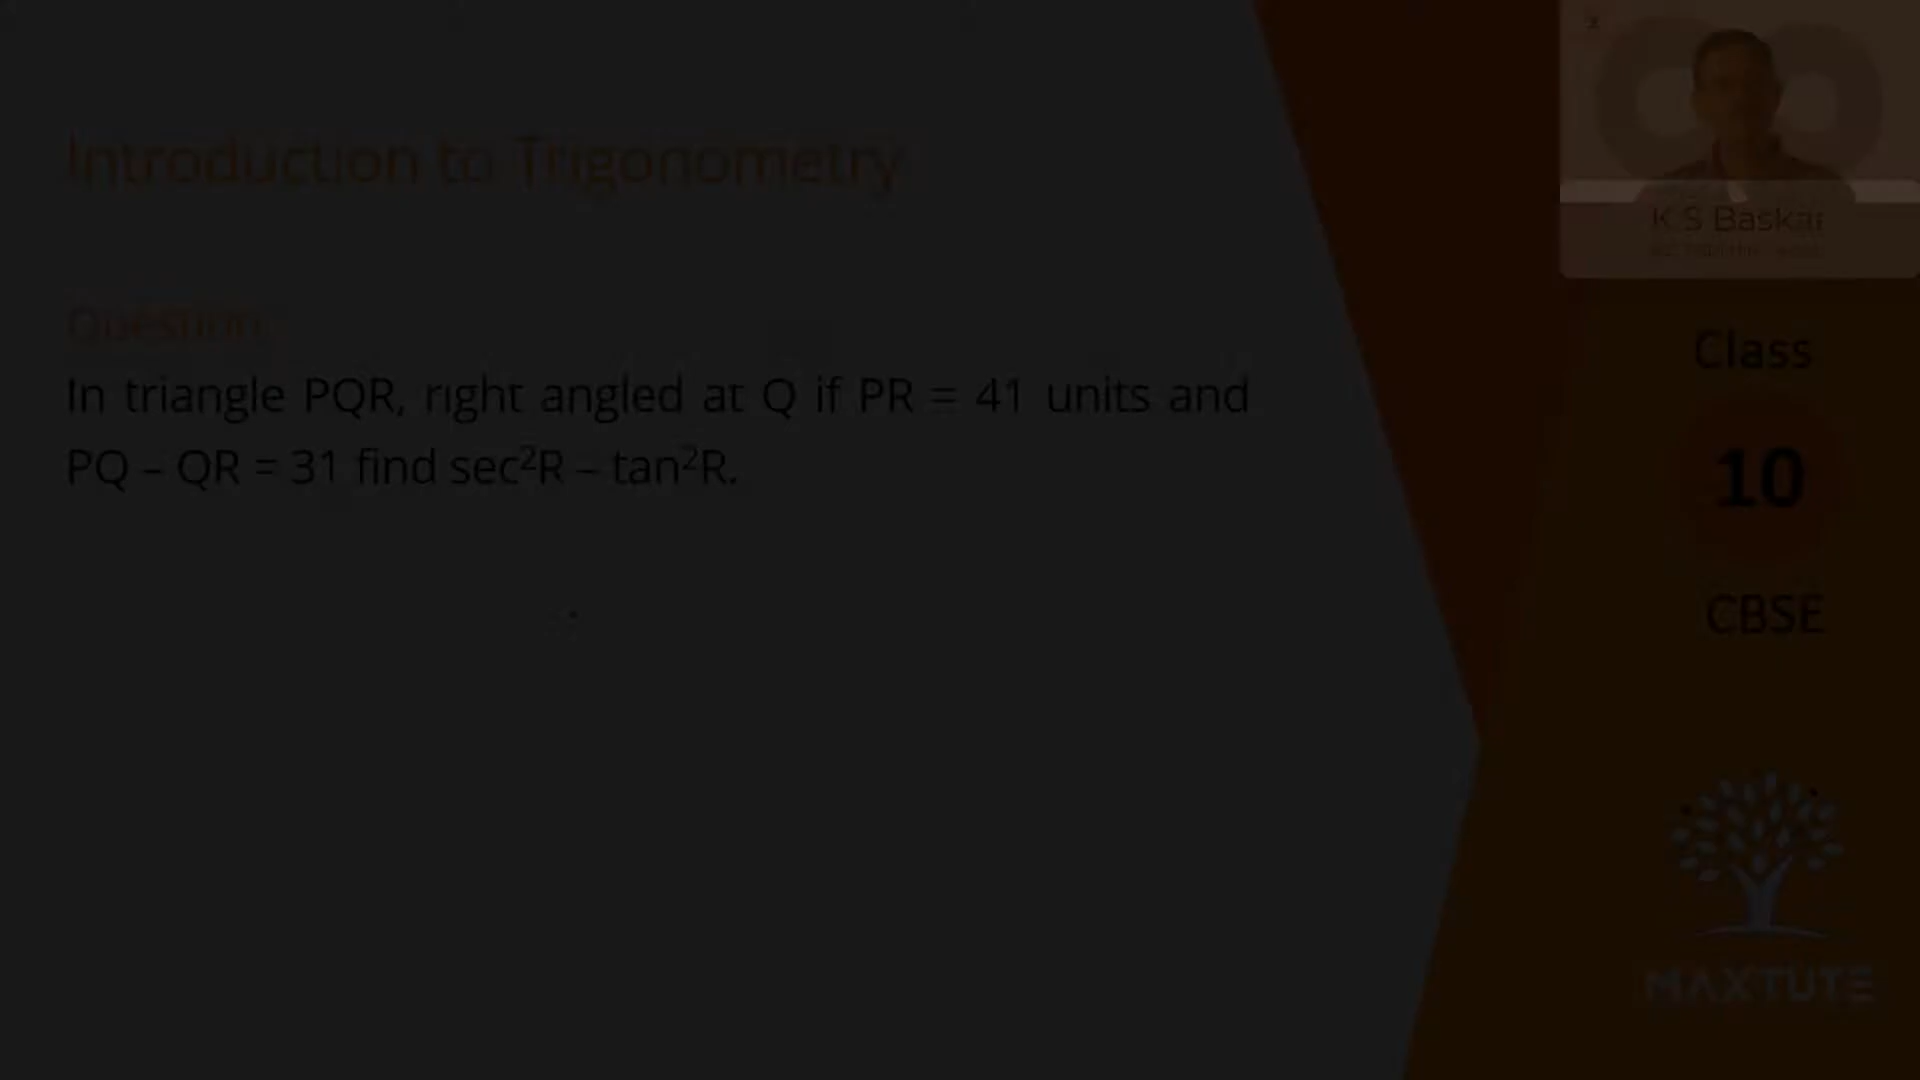 Introduction to Trigonometry
Question:
In triangle PQR, right angled at Q if PR = 41 units and
PQ – QR = 31 find sec²R – tan²R.
K S Baskar
Class
10
CBSE
MAXTUTE